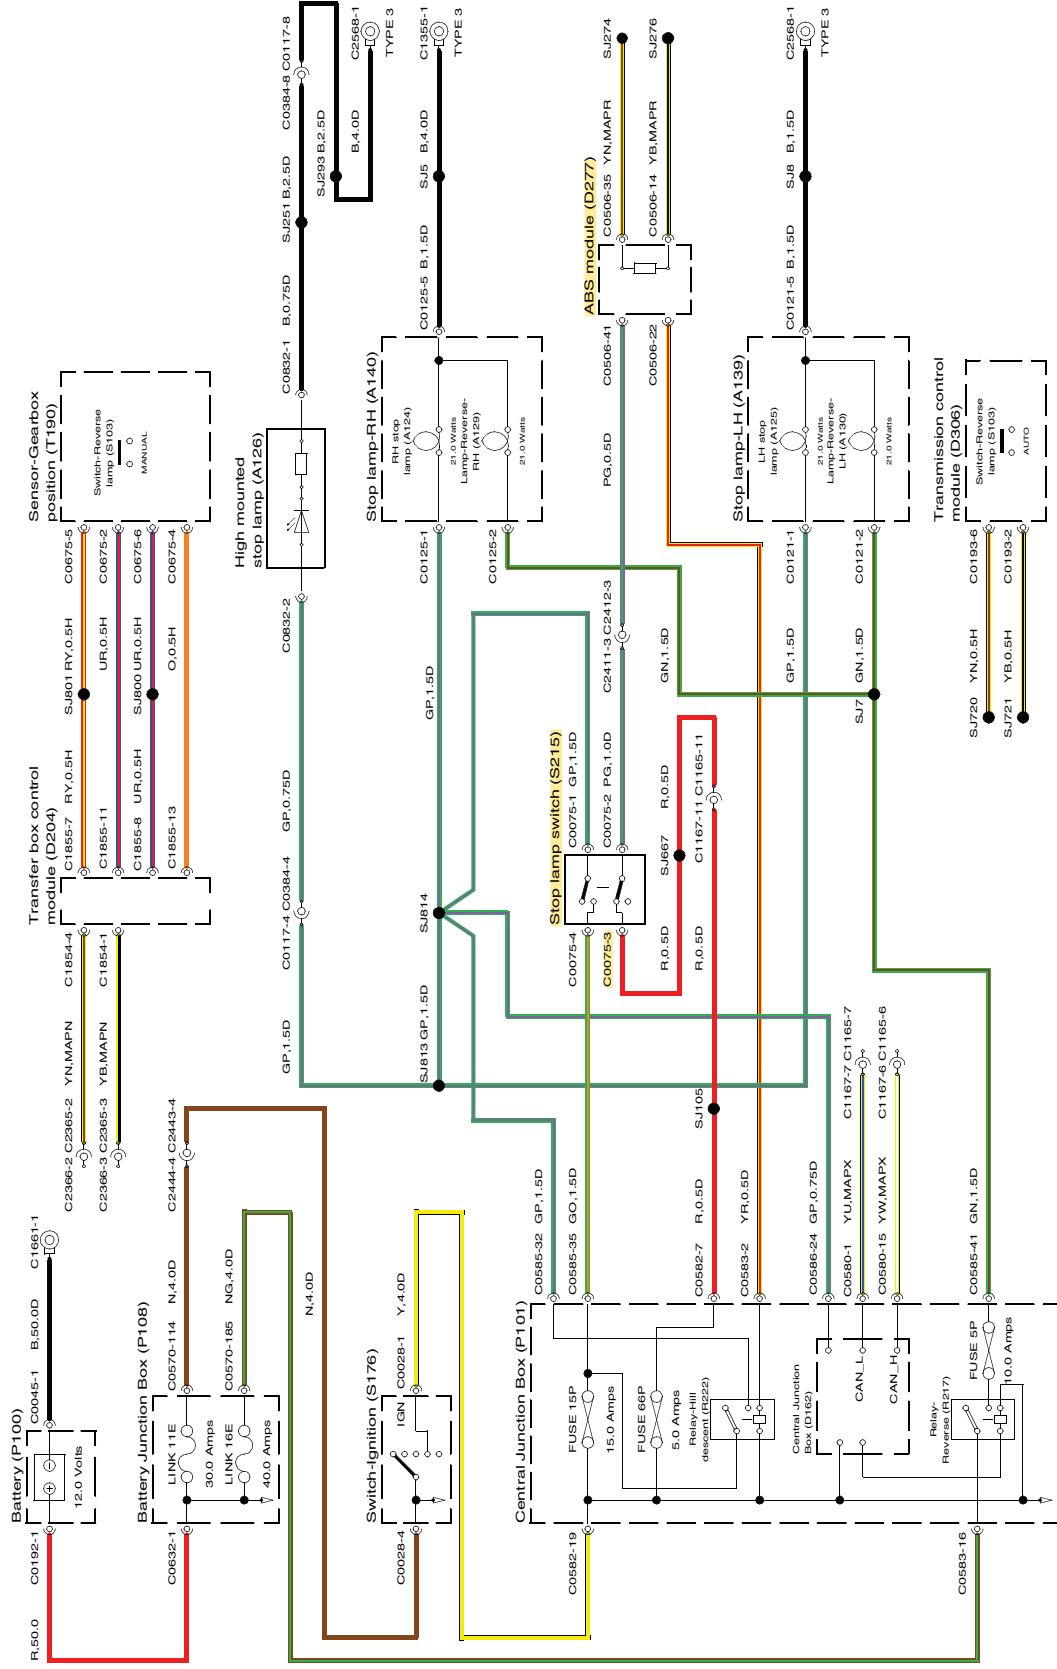 C0117-8
C0384-8
SJ251 B,2.5D
B,0.75D
C0832-1
SJ293 B,2.5D
B,4.0D
C2568-1
TYPE 3
C1355-1
TYPE 3
B,4.0D
SJ5
C0125-5 B,1.5D
SJ274
C0506-35 YN,MAPR
SJ276
C0506-14 YB,MAPR
ABS module (D277)
C0506-41
C0506-22
C2568-1
TYPE 3
B,1.5D
SJ8
C0121-5 B,1.5D
Sensor-Gearbox
position (T190)
Switch-Reverse
lamp (S103)
MANUAL
C0675-5
C0675-2
C0675-6
C0675-4
High mounted
stop lamp (A126)
C0832-2
Stop lamp-RH (A140)
RH stop
lamp (A124)
21.0 Watts
Lamp-Reverse-
RH (A129)
21.0 Watts
C0125-1
C0125-2
PG,0.5D
Stop lamp-LH (A139)
LH stop
lamp (A125)
21.0 Watts
Lamp-Reverse-
LH (A130)
21.0 Watts
C0121-1
C0121-2
Transmission control
module (D306)
Switch-Reverse
lamp (S103)
AUTO
C0193-6
C0193-2
YN,0.5H
YB,0.5H
SJ720
SJ721
SJ801 RY,0.5H
UR,0.5H
SJ800 UR,0.5H
O,0.5H
Transfer box control
module (D204)
C1855-7 RY,0.5H
C1855-11
C1855-8 UR,0.5H
C1855-13
C1854-4
C1854-1
YN,MAPN
YB,MAPN
C2366-2 C2365-2
C2366-3 C2365-3
GP,0.75D
C0117-4 C0384-4
GP,1.5D
GP,1.5D
SJ814
SJ813 GP,1.5D
Stop lamp switch (S215)
C0075-1 GP,1.5D
C0075-2 PG,1.0D
C2411-3 C2412-3
C0075-4
C0075-3
R,0.5D
SJ667
R,0.5D
R,0.5D
C1167-11 C1165-11
GN,1.5D
GP,1.5D
GN,1.5D
SJ7
SJ105
C1167-7 C1165-7
C1167-6 C1165-6
C2444-4 C2443-4
C1661-1
B,50.0D
C0045-1
Battery (P100)
12.0 Volts
C0192-1
R,50.0
N,4.0D
C0570-114
NG,4.0D
C0570-185
Battery Junction Box (P108)
LINK 11E
30.0 Amps
LINK 16E
40.0 Amps
C0632-1
N,4.0D
Y,4.0D
C0028-1
Switch-Ignition (S176)
IGN
C0028-4
C0585-32 GP,1.5D
C0585-35 GO,1.5D
C0582-7 R,0.5D
C0583-2 YR,0.5D
C0586-24 GP,0.75D
C0580-1 YU,MAPX
C0580-15 YW,MAPX
C0585-41 GN,1.5D
Central Junction Box (P101)
FUSE 15P
15.0 Amps
FUSE 66P
5.0 Amps
Relay-Hill
descent (R222)
Central Junction
Box (D162)
CAN_L
CAN_H
Relay-
Reverse (R217)
FUSE 5P
10.0 Amps
C0582-19
C0583-16